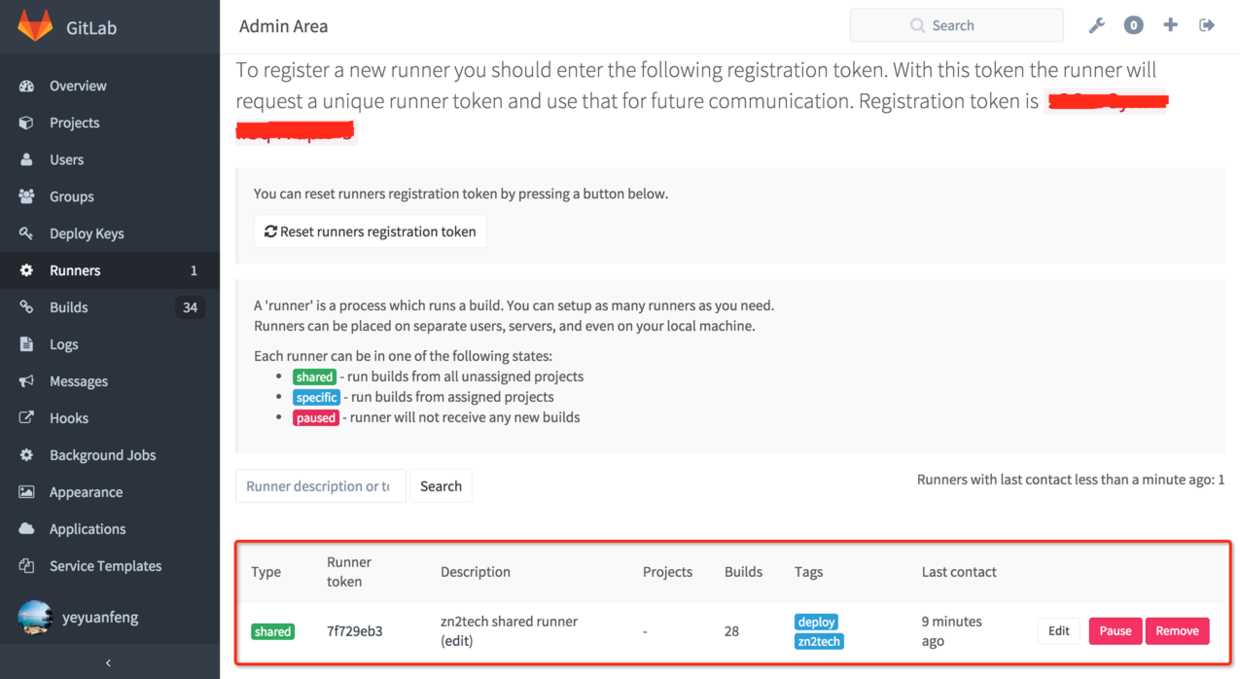 GitLab
Admin Area
Search
0
Overview
Projects
Users
Groups
Deploy Keys
Runners 1
Builds 34
Logs
Messages
Hooks
Background Jobs
Appearance
Applications
Service Templates
yeyuanfeng
To register a new runner you should enter the following registration token. With this token the runner will
request a unique runner token and use that for future communication. Registration token is
You can reset runners registration token by pressing a button below.
Reset runners registration token
A 'runner' is a process which runs a build. You can setup as many runners as you need.
Runners can be placed on separate users, servers, and even on your local machine.
Each runner can be in one of the following states:
shared - run builds from all unassigned projects
specific - run builds from assigned projects
paused - runner will not receive any new builds
Runner description or to
Search
Runners with last contact less than a minute ago: 1
Type Runner token Description Projects Builds Tags Last contact
shared 7f729eb3 zn2tech shared runner (edit) - 28 deploy zn2tech 9 minutes ago Edit Pause Remove